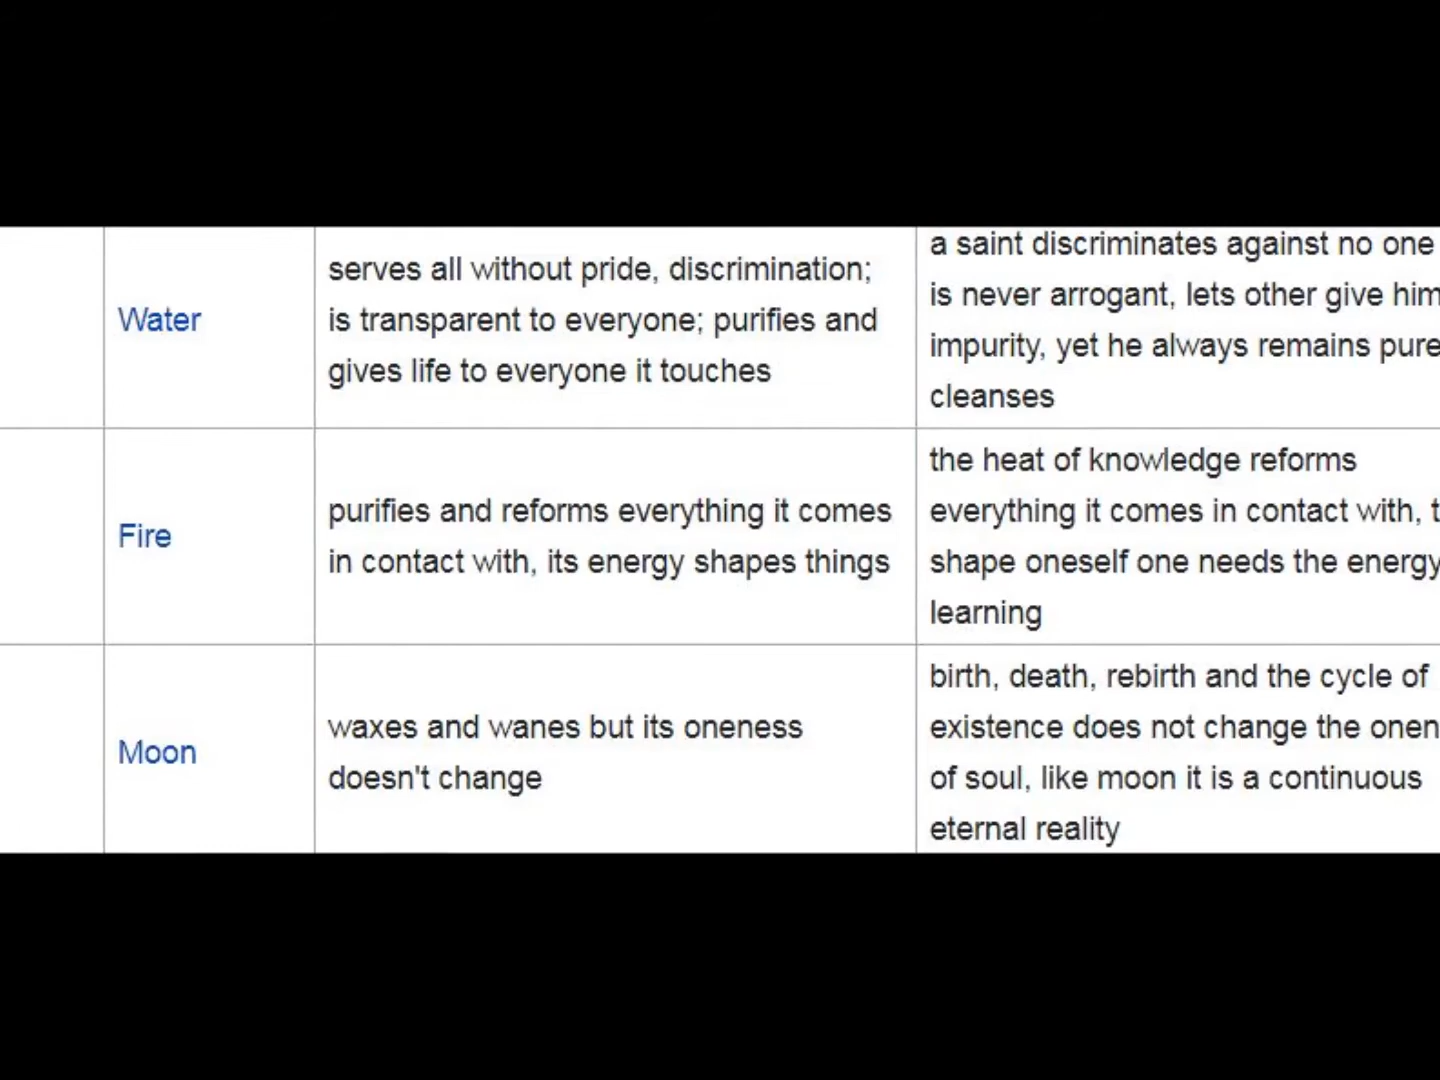 Water
serves all without pride, discrimination;
is transparent to everyone; purifies and
gives life to everyone it touches
a saint discriminates against no one
is never arrogant, lets other give him
impurity, yet he always remains pure
cleanses
Fire
purifies and reforms everything it comes
in contact with, its energy shapes things
the heat of knowledge reforms
everything it comes in contact with,
shape oneself one needs the energy
learning
Moon
waxes and wanes but its oneness
doesn't change
birth, death, rebirth and the cycle of
existence does not change the
of soul, like moon it is a continuous
eternal reality